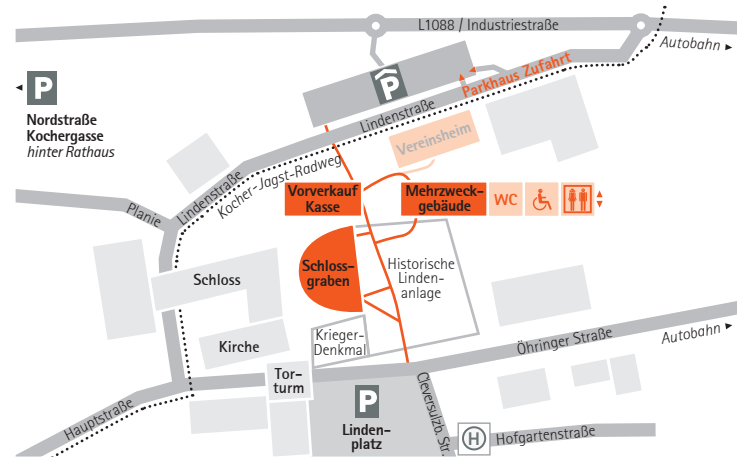 L1088 / Industriestraße
Autobahn
P
Parkhaus Zufahrt
P
Nordstraße
Kochergasse
hinter Rathaus
Lindenstraße
Vereinsheim
Kocher-Jagst-Radweg
Lindenstraße
Planie
Vorverkauf
Kasse
Mehrzweck-
gebäude
WC
Schloss
Schloss-
graben
Historische
Linden-
anlage
Kirche
Krieger-
Denkmal
Öhringer Straße
Autobahn
Tor-
turm
P
Linden-
platz
Cleversulzb. Str.
Hauptstraße
H
Hofgartenstraße